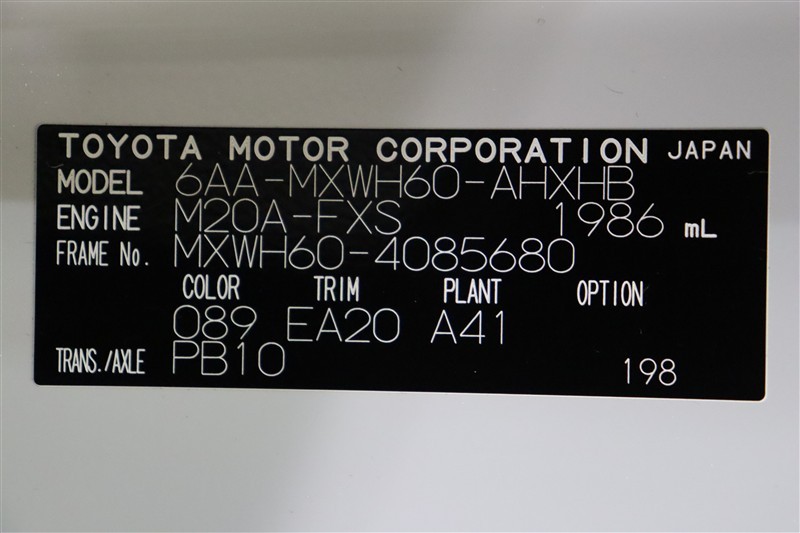 TOYOTA MOTOR CORPORATION JAPAN
MODEL 6AA-MXWH60-AHXHB
ENGINE M20A-FXS 1986 mL
FRAME No. MXWH60-4085680
COLOR TRIM PLANT OPTION
089 EA20 A41
TRANS./AXLE PB10 198